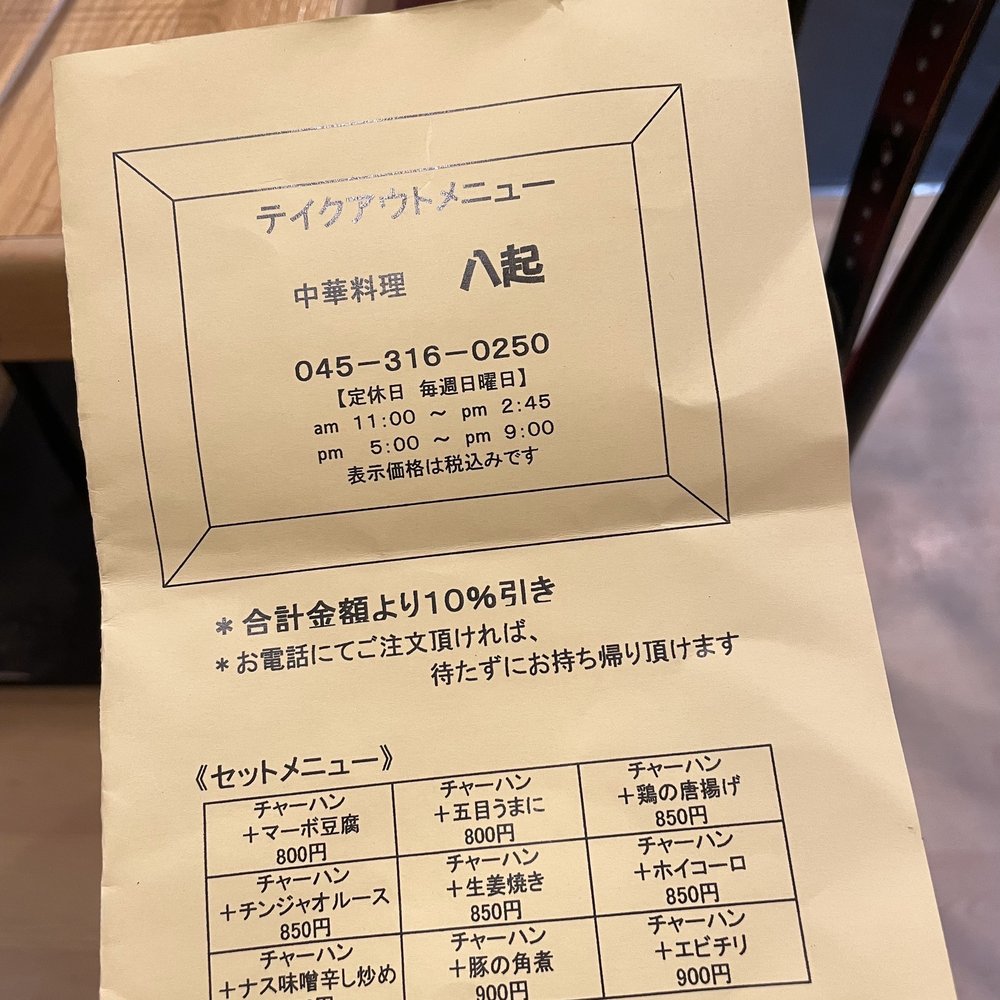 テイクアウトメニュー
中華料理 八起
045－316－0250
【定休日 毎週日曜日】
am 11:00 ～ pm 2:45
pm 5:00 ～ pm 9:00
表示価格は税込みです
＊合計金額より10%引き
＊お電話にてご注文頂ければ、
待たずにお持ち帰り頂けます
《セットメニュー》
チャーハン
＋マーボ豆腐
800円
チャーハン
＋五目うまに
800円
チャーハン
＋鶏の唐揚げ
850円
チャーハン
＋チンジャオルース
850円
チャーハン
＋生姜焼き
850円
チャーハン
＋ホイコーロ
850円
チャーハン
＋ナス味噌辛し炒め
チャーハン
＋豚の角煮
900円
チャーハン
＋エビチリ
900円